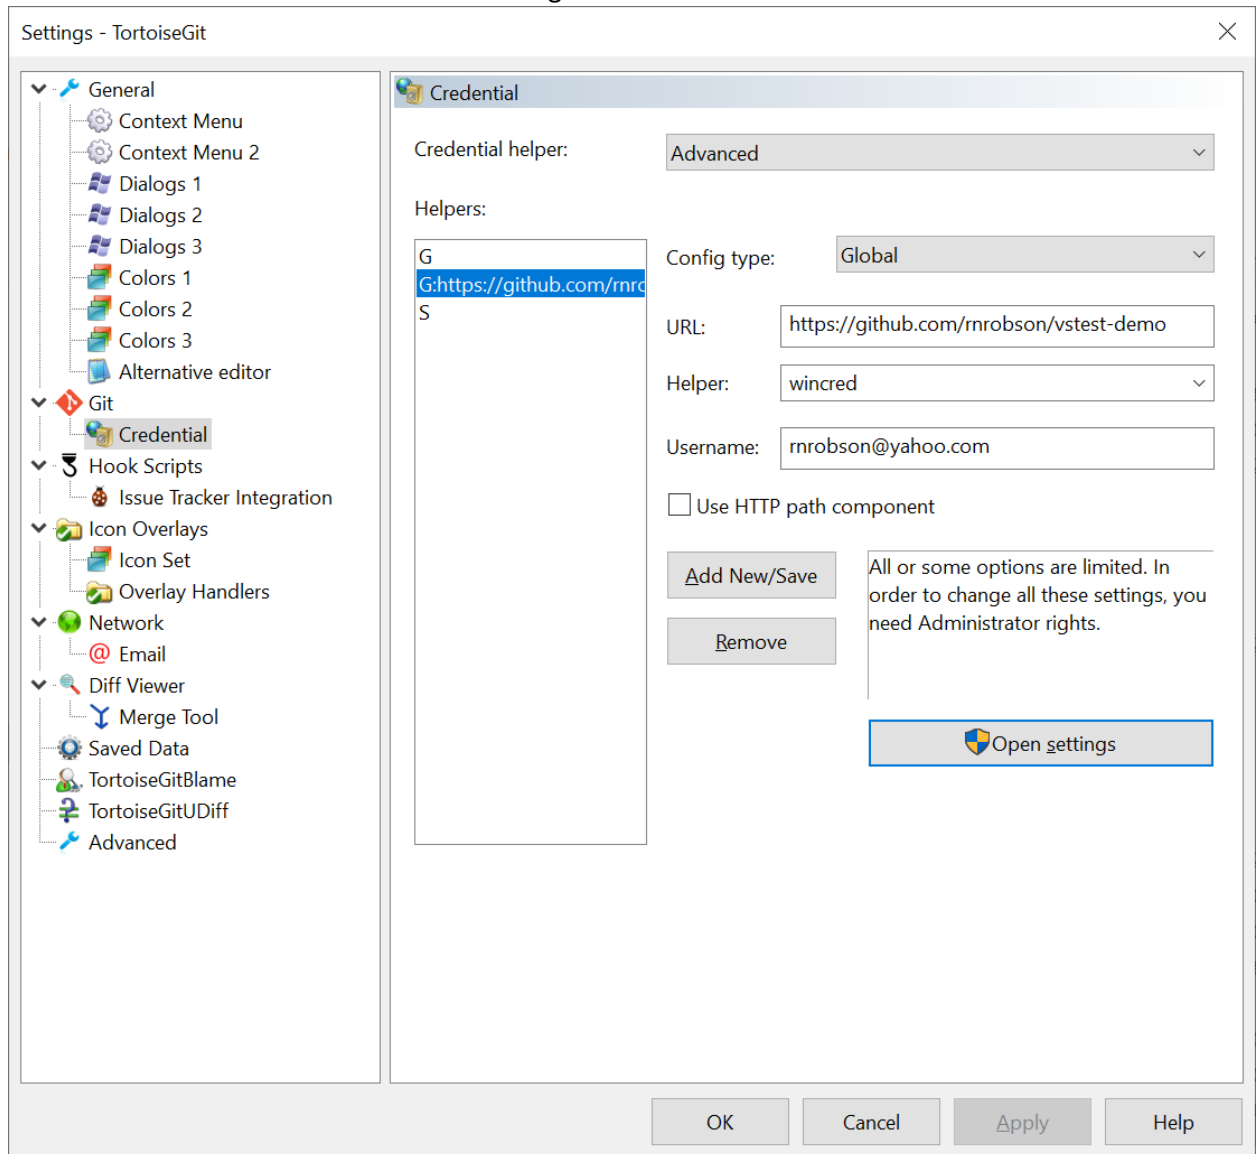 Settings - TortoiseGit
General
Context Menu
Context Menu 2
Dialogs 1
Dialogs 2
Dialogs 3
Colors 1
Colors 2
Colors 3
Alternative editor
Git
Credential
Hook Scripts
Issue Tracker Integration
Icon Overlays
Icon Set
Overlay Handlers
Network
@ Email
Diff Viewer
Merge Tool
Saved Data
TortoiseGitBlame
TortoiseGitUDiff
Advanced
Credential
Credential helper:
Advanced
Helpers:
G
G:https://github.com/rnro
S
Config type:
Global
URL:
https://github.com/rnrobson/vstest-demo
Helper:
wincred
Username:
rnrobson@yahoo.com
Use HTTP path component
Add New/Save
Remove
All or some options are limited. In
order to change all these settings, you
need Administrator rights.
Open settings
OK
Cancel
Apply
Help